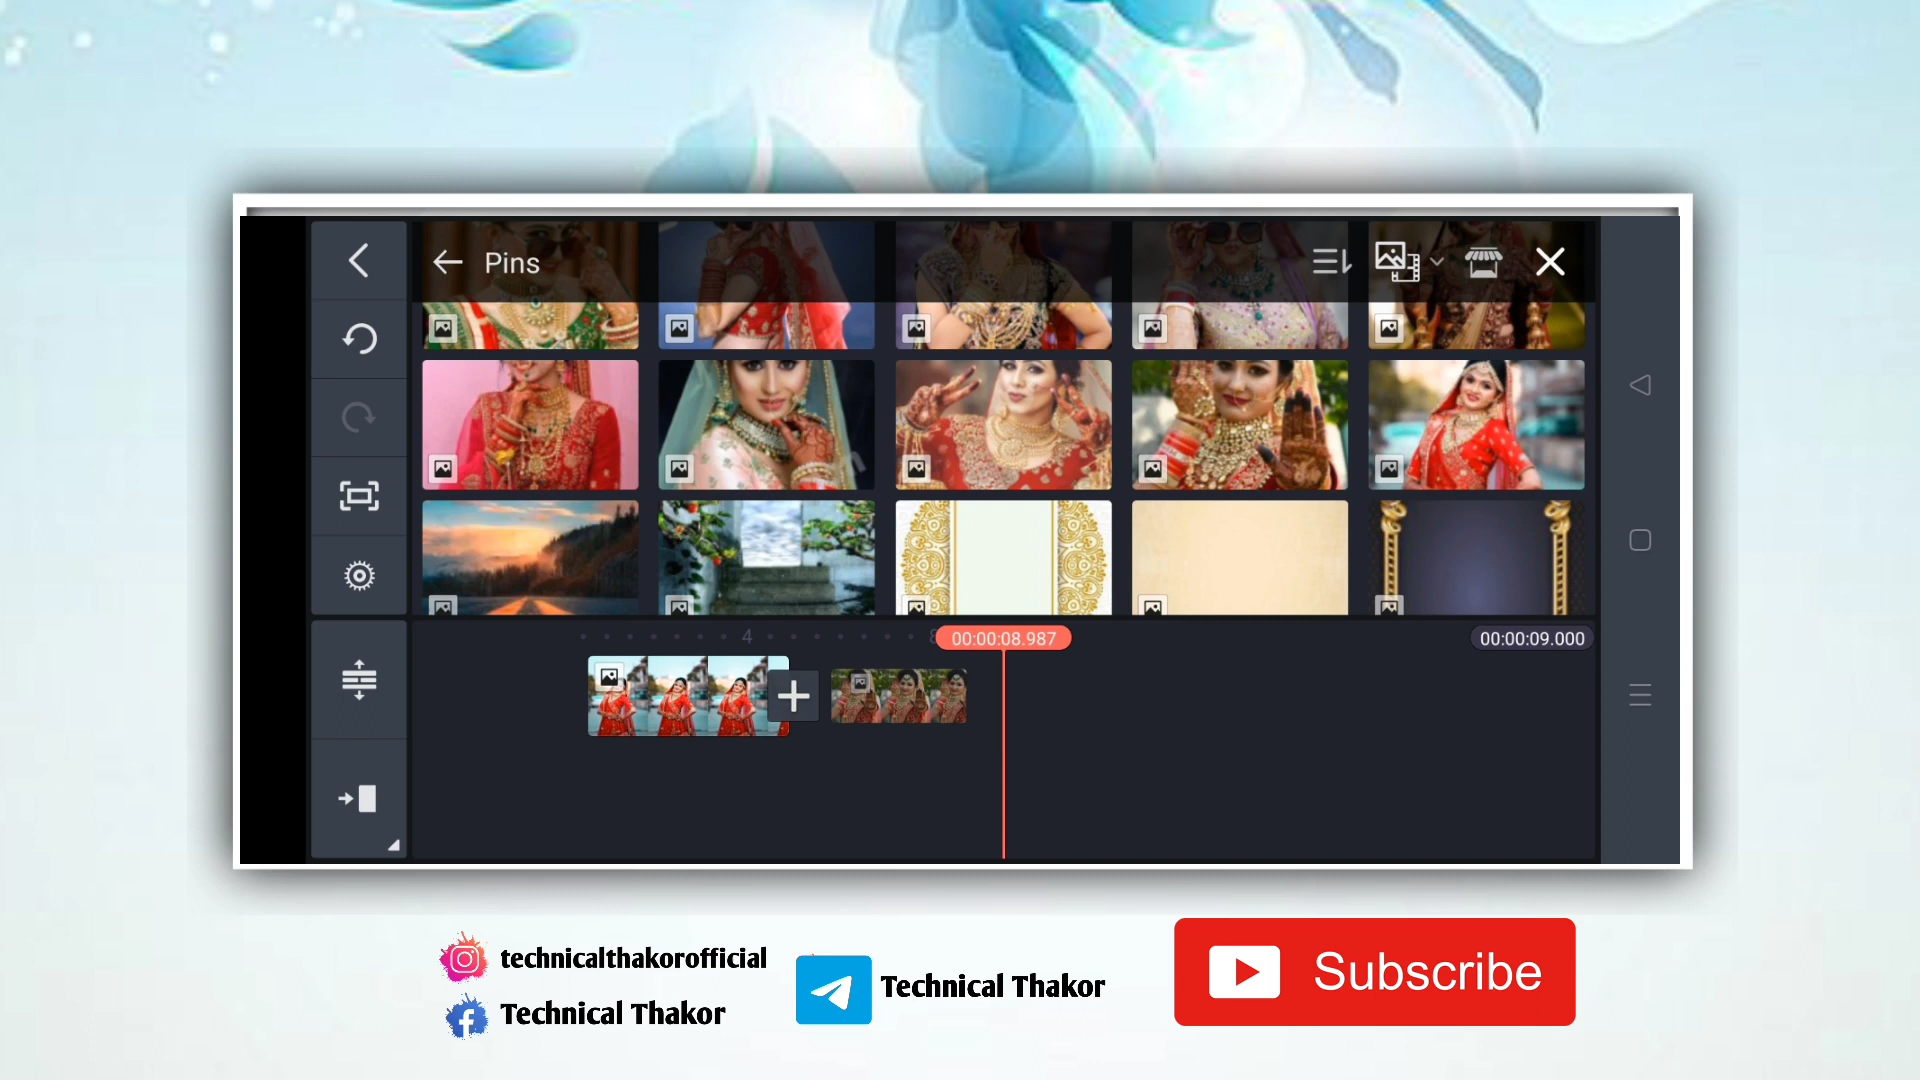 Pins
4
00:00:08.987
00:00:09.000
technicalthakorofficial
Technical Thakor
Technical Thakor
Subscribe